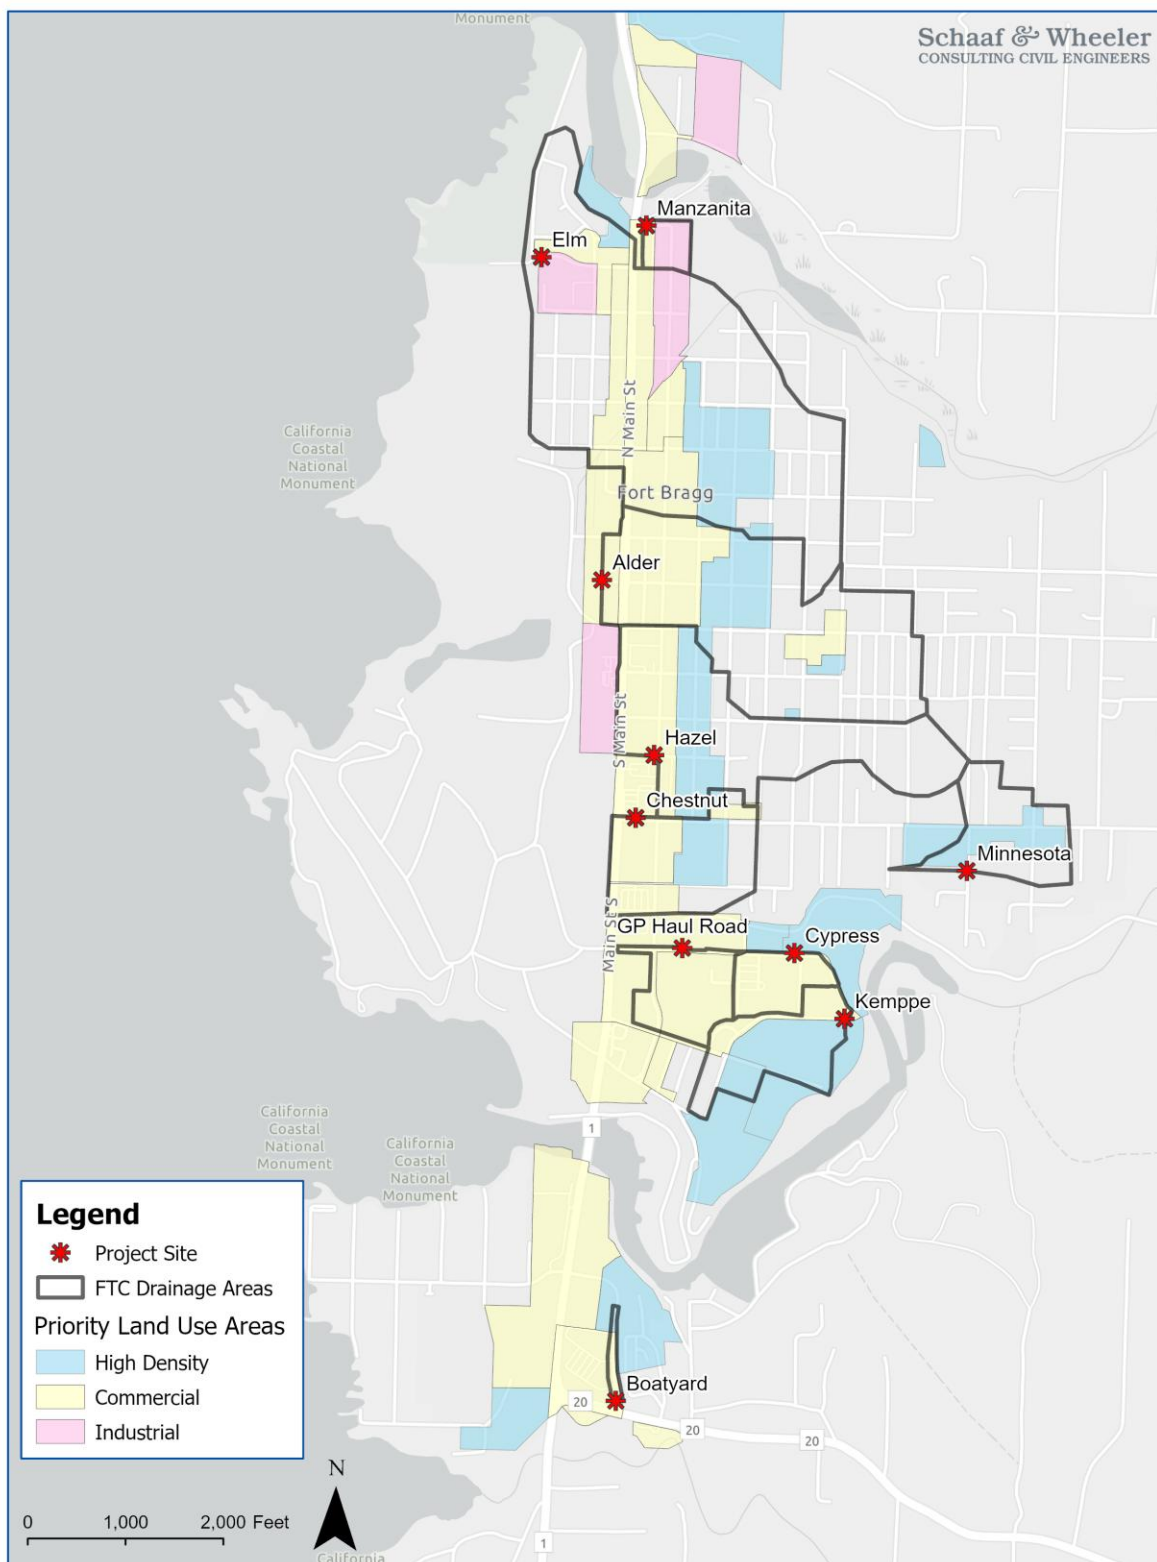 Monument
Schaaf & Wheeler
CONSULTING CIVIL ENGINEERS
Manzanita
Elm
N Main St
California
Coastal
National
Monument
Fort Bragg
Alder
S Main St
Hazel
Chestnut
Minnesota
Main St S
GP Haul Road
Cypress
Kemppe
California
Coastal
National
Monument
1
California
Coastal
National
Monument
Legend
Project Site
FTC Drainage Areas
Priority Land Use Areas
High Density
Commercial
Industrial
Boatyard
20
20
20
N
0 1,000 2,000 Feet
1
California